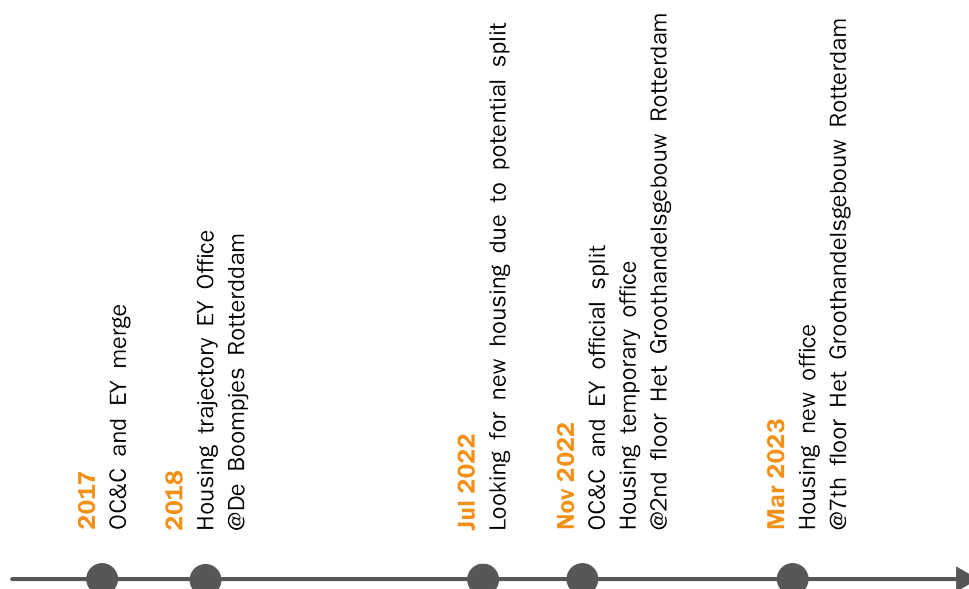 2017
OC&C and EY merge
2018
Housing trajectory EY Office
@De Boompjes Rotterddam
Jul 2022
Looking for new housing due to potential split
Nov 2022
OC&C and EY official split
Housing temporary office
@2nd floor Het Groothandelsgebouw Rotterdam
Mar 2023
Housing new office
@7th floor Het Groothandelsgebouw Rotterdam